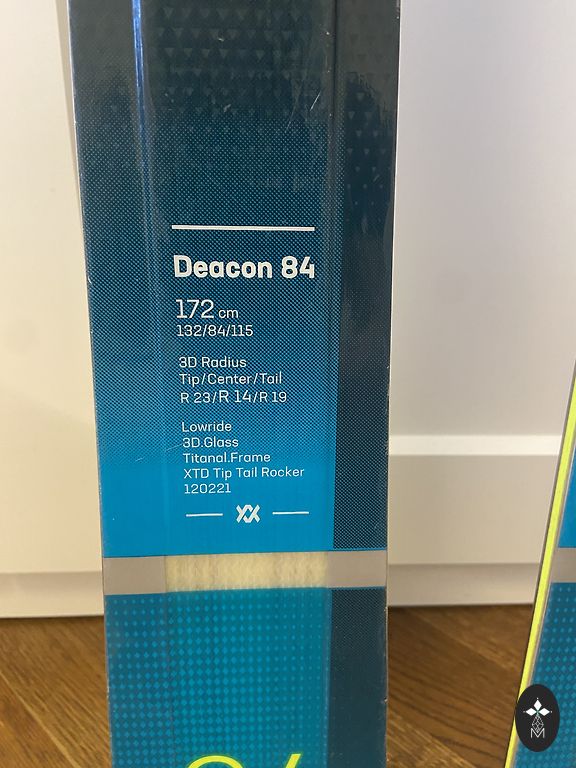 Deacon 84
172 cm
132/84/115
3D Radius
Tip/Center/Tail
R 23/R 14/R 19
Lowride
3D.Glass
Titanal.Frame
XTD Tip Tail Rocker
120221